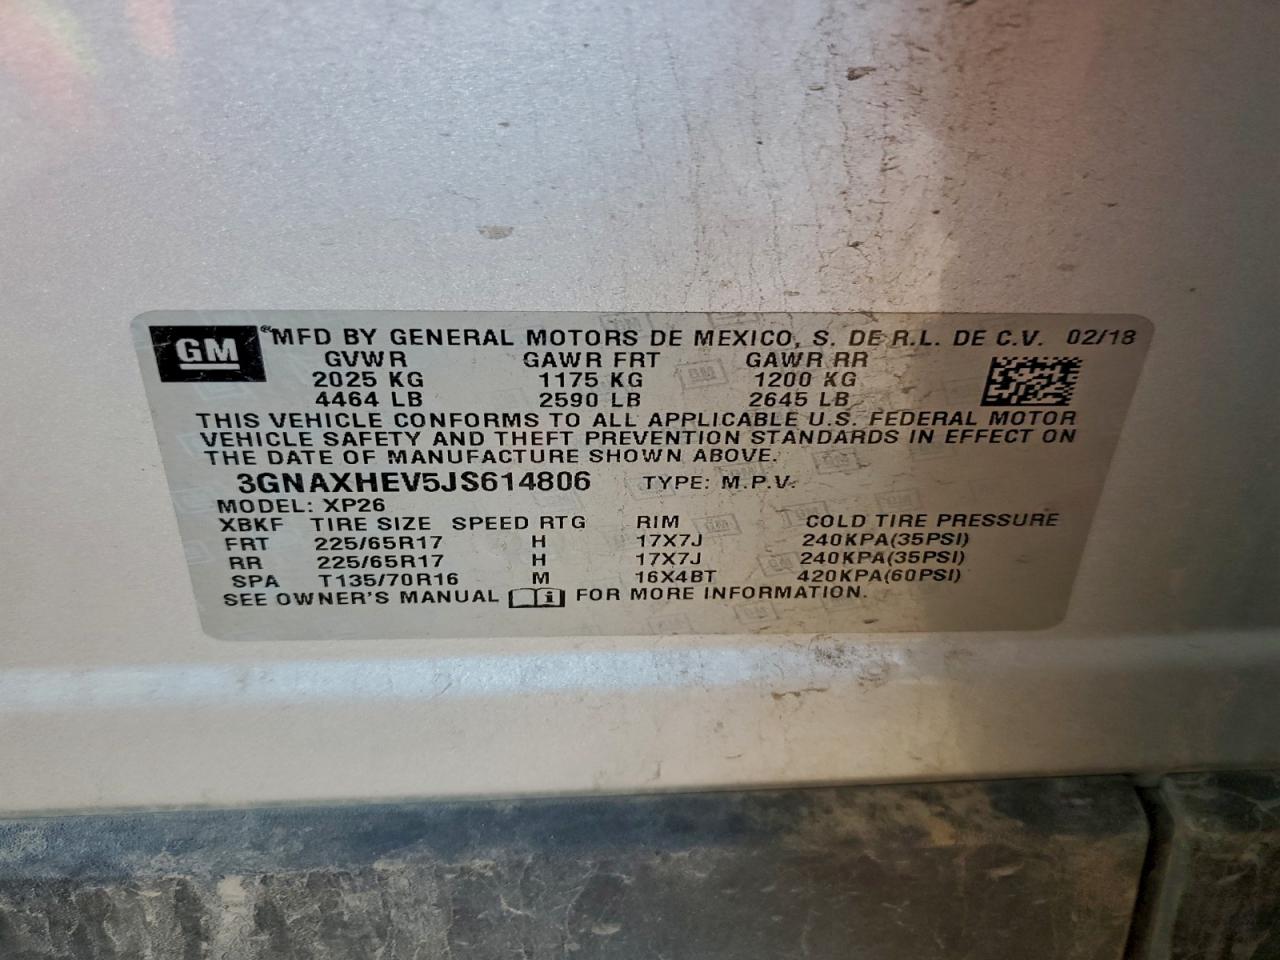 GM ® MFD BY GENERAL MOTORS DE MEXICO, S. DE R.L. DE C.V. 02/18
GVWR GAWR FRT GAWR RR
2025 KG 1175 KG 1200 KG
4464 LB 2590 LB 2645 LB
THIS VEHICLE CONFORMS TO ALL APPLICABLE U.S. FEDERAL MOTOR
VEHICLE SAFETY AND THEFT PREVENTION STANDARDS IN EFFECT ON
THE DATE OF MANUFACTURE SHOWN ABOVE.
3GNAXHEV5JS614806 TYPE: M.P.V.
MODEL: XP26
XBKF TIRE SIZE SPEED RTG RIM COLD TIRE PRESSURE
FRT 225/65R17 H 17X7J 240KPA(35PSI)
RR 225/65R17 H 17X7J 240KPA(35PSI)
SPA T135/70R16 M 16X4BT 420KPA(60PSI)
SEE OWNER'S MANUAL i FOR MORE INFORMATION.